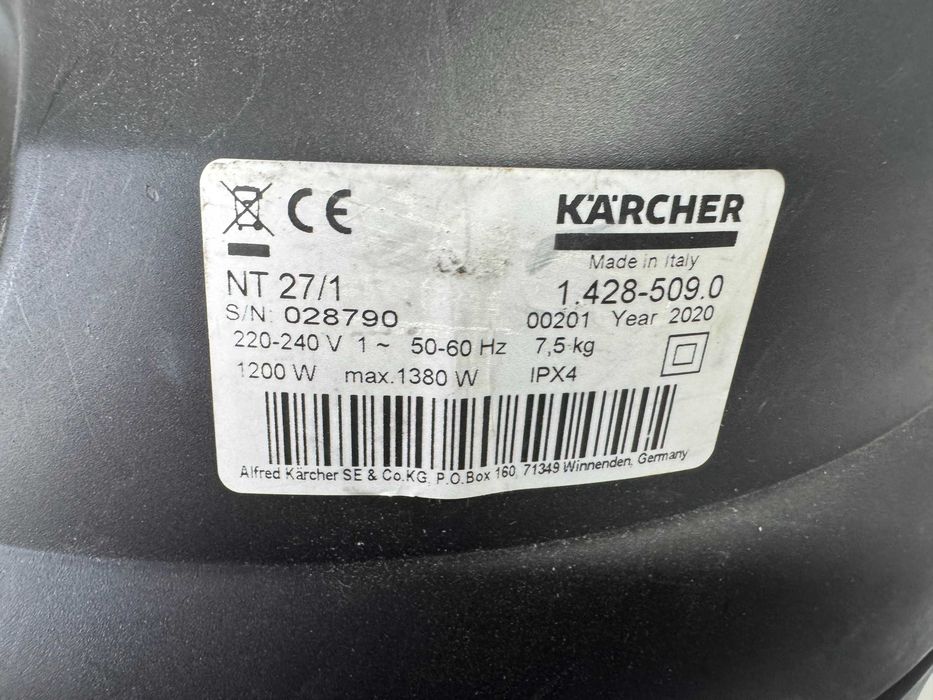 CE
KÄRCHER
Made in Italy
NT 27/1
1.428-509.0
S/N: 028790
00201 Year 2020
220-240 V 1~ 50-60 Hz 7,5 kg
1200 W max.1380 W IPX4
Alfred Kärcher SE & Co.KG, P.O.Box 160, 71349 Winnenden, Germany